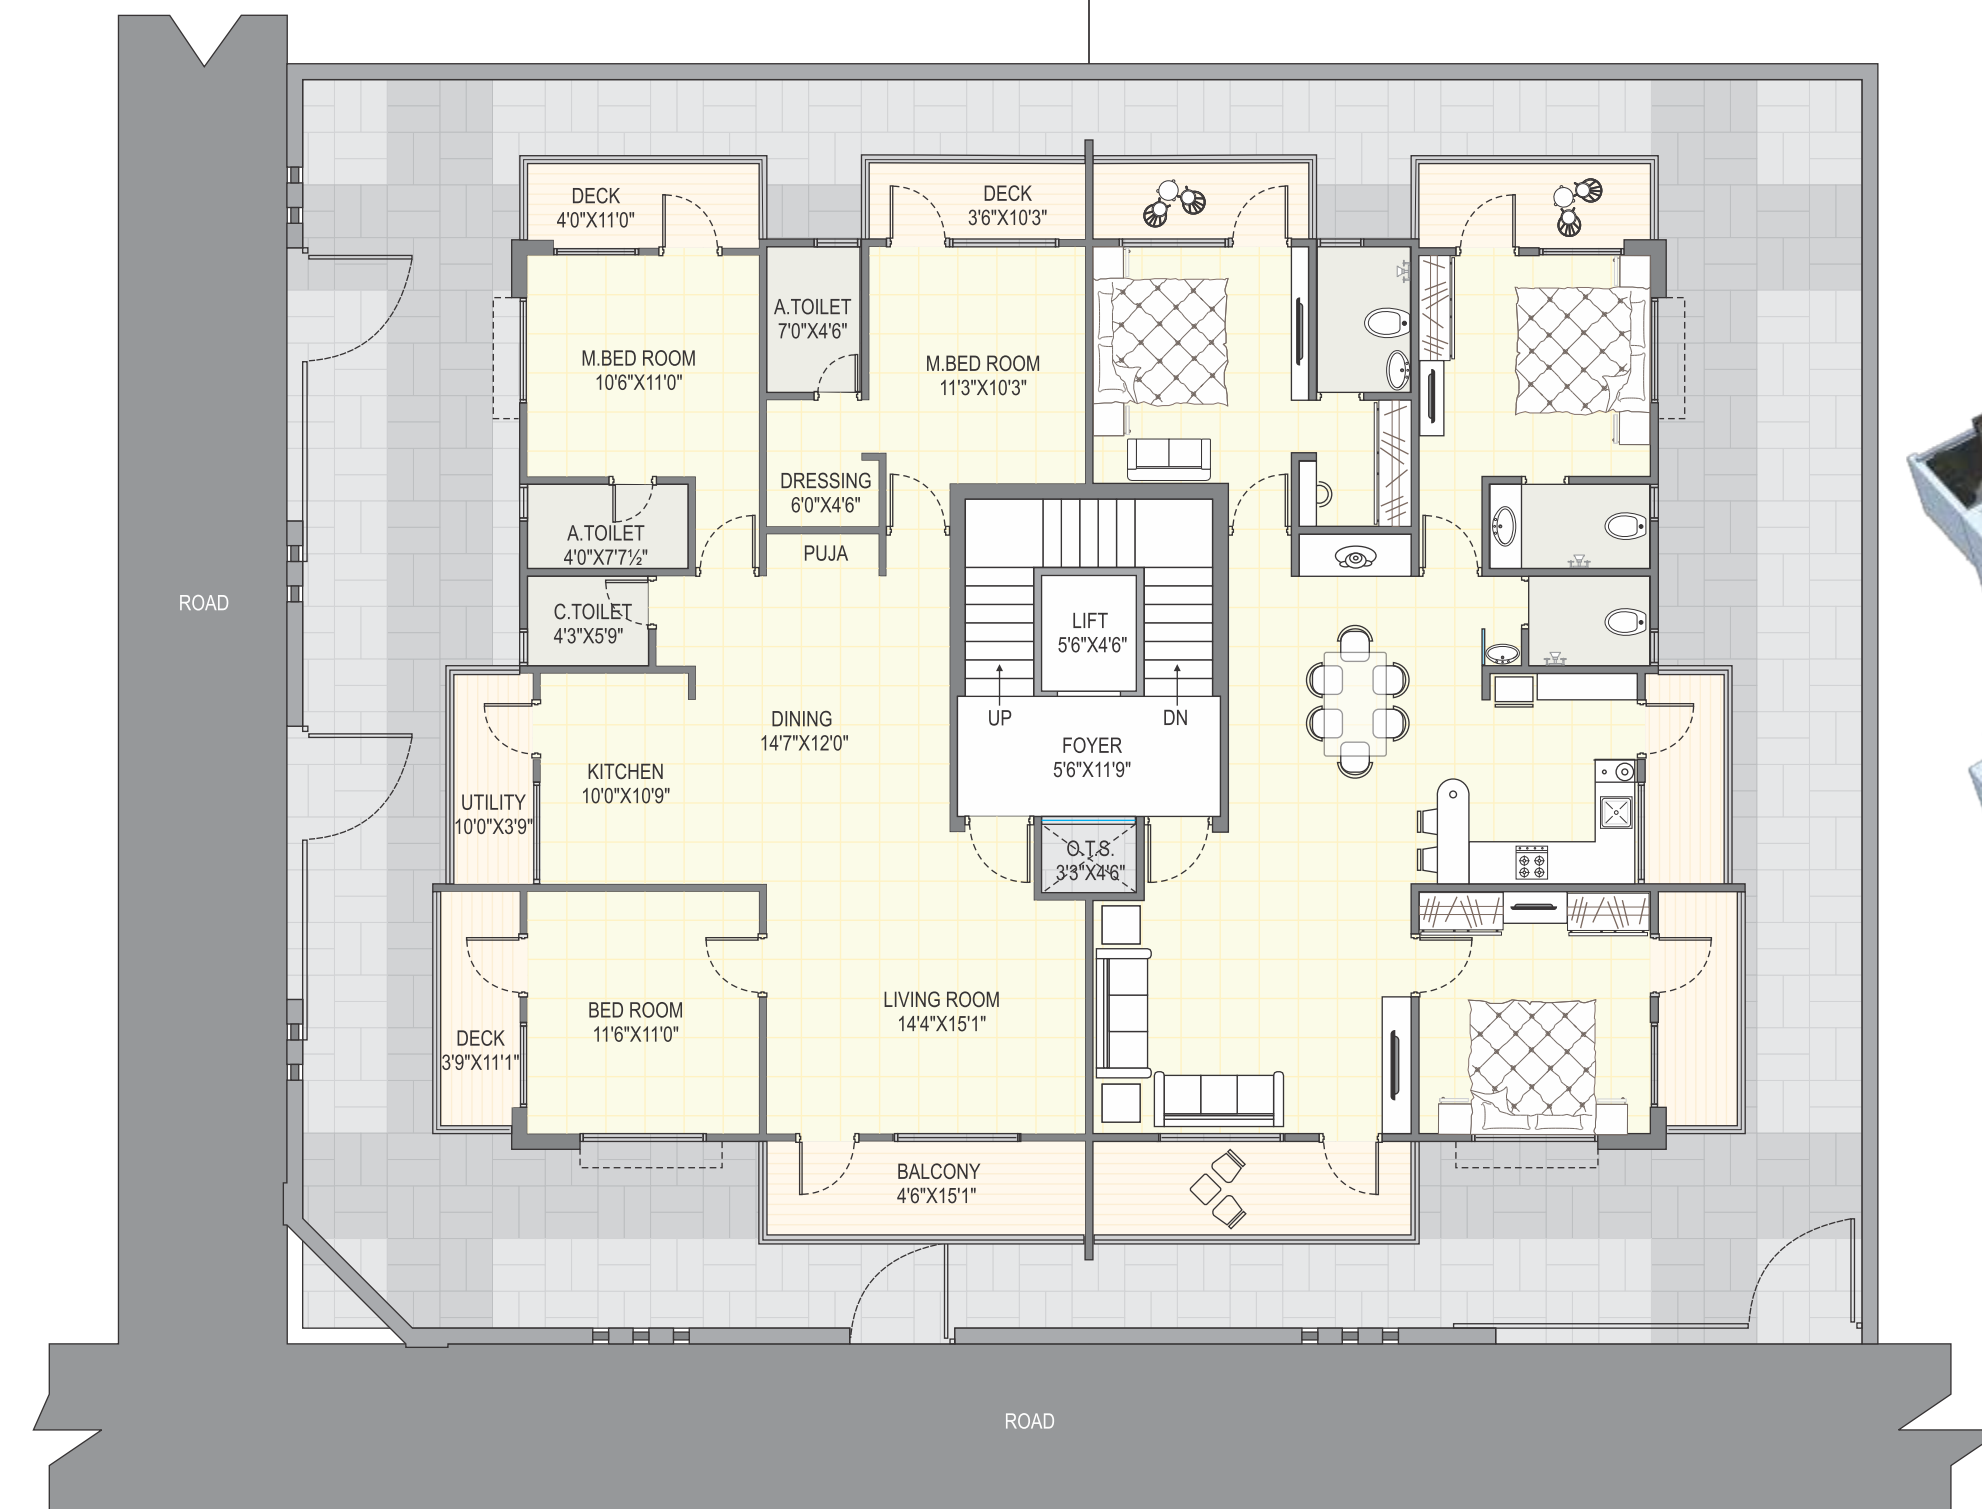 DECK
4'0"X11'0"
DECK
3'6"X10'3"
A.TOILET
7'0"X4'6"
M.BED ROOM
10'6"X11'0"
M.BED ROOM
11'3"X10'3"
DRESSING
6'0"X4'6"
A.TOILET
4'0"X7'7½"
PUJA
ROAD
C.TOILET
4'3"X5'9"
LIFT
5'6"X4'6"
UP
DN
DINING
14'7"X12'0"
FOYER
5'6"X11'9"
KITCHEN
10'0"X10'9"
UTILITY
10'0"X3'9"
O.T.S.
3'3"X4'6"
LIVING ROOM
14'4"X15'1"
BED ROOM
11'6"X11'0"
DECK
3'9"X11'1"
BALCONY
4'6"X15'1"
ROAD